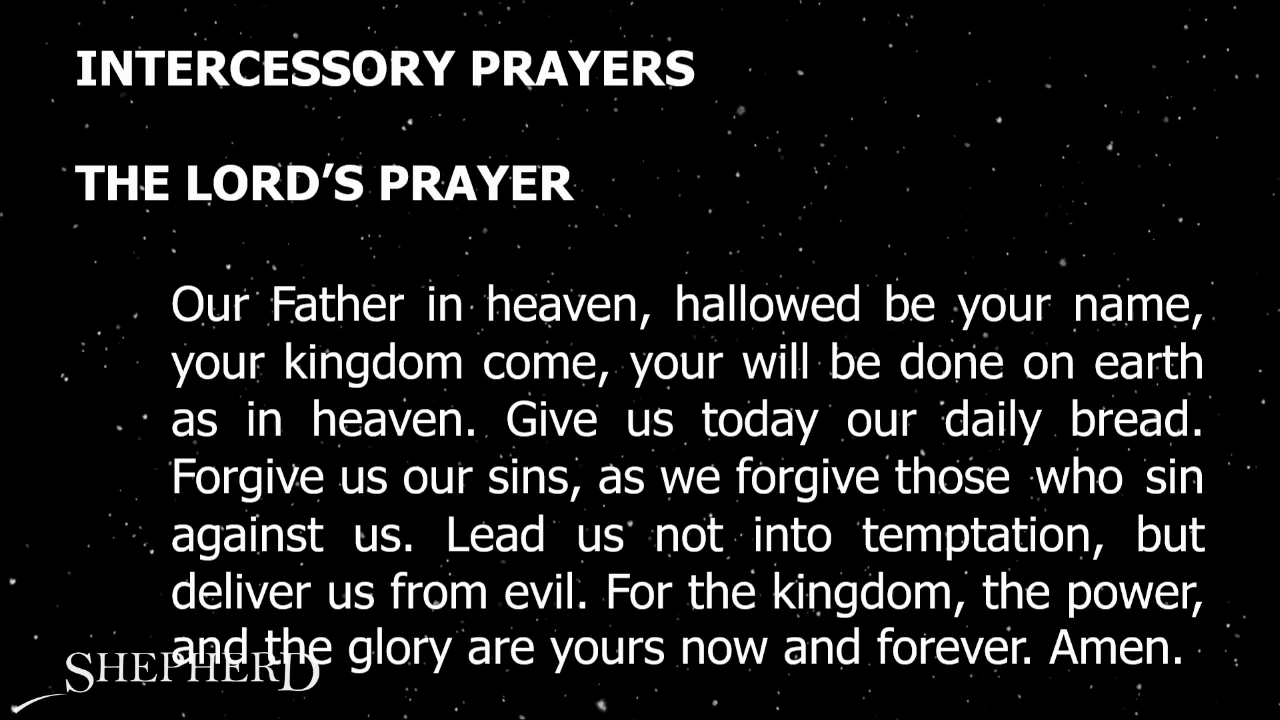 INTERCESSORY PRAYERS
THE LORD’S PRAYER
Our Father in heaven, hallowed be your name,
your kingdom come, your will be done on earth
as in heaven. Give us today our daily bread.
Forgive us our sins, as we forgive those who sin
against us. Lead us not into temptation, but
deliver us from evil. For the kingdom, the power,
and the glory are yours now and forever. Amen.
SHEPHERD